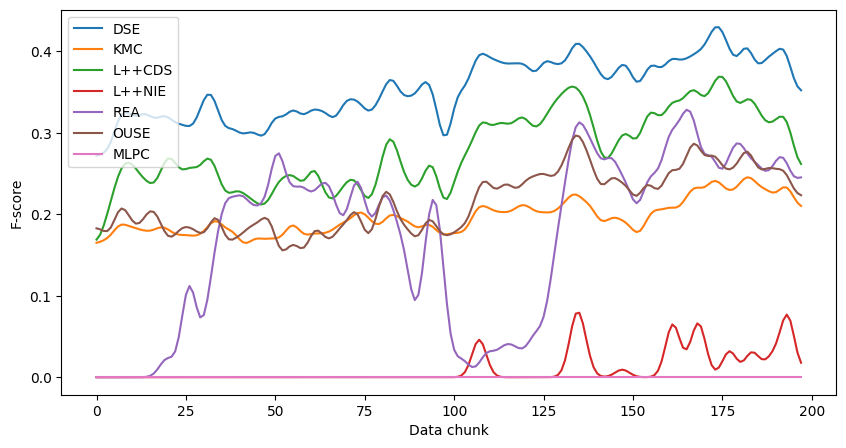 DSE
KMC
L++CDS
L++NIE
REA
OUSE
MLPC
F-score
0.4
0.3
0.2
0.1
0.0
0 25 50 75 100 125 150 175 200
Data chunk